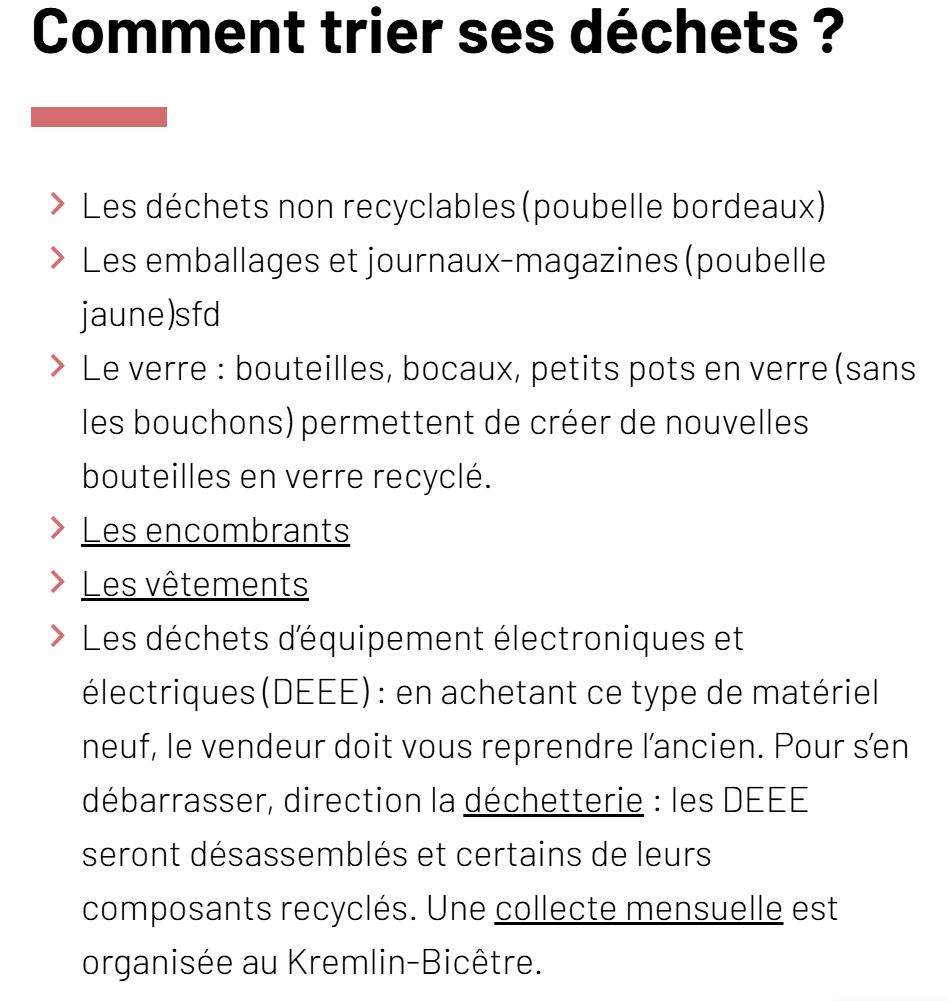 Comment trier ses déchets ?
Les déchets non recyclables (poubelle bordeaux)
Les emballages et journaux-magazines (poubelle
jaune)sfd
Le verre : bouteilles, bocaux, petits pots en verre (sans
les bouchons) permettent de créer de nouvelles
bouteilles en verre recyclé.
Les encombrants
Les vêtements
Les déchets d’équipement électroniques et
électriques (DEEE) : en achetant ce type de matériel
neuf, le vendeur doit vous reprendre l’ancien. Pour s’en
débarrasser, direction la déchetterie : les DEEE
seront désassemblés et certains de leurs
composants recyclés. Une collecte mensuelle est
organisée au Kremlin-Bicêtre.